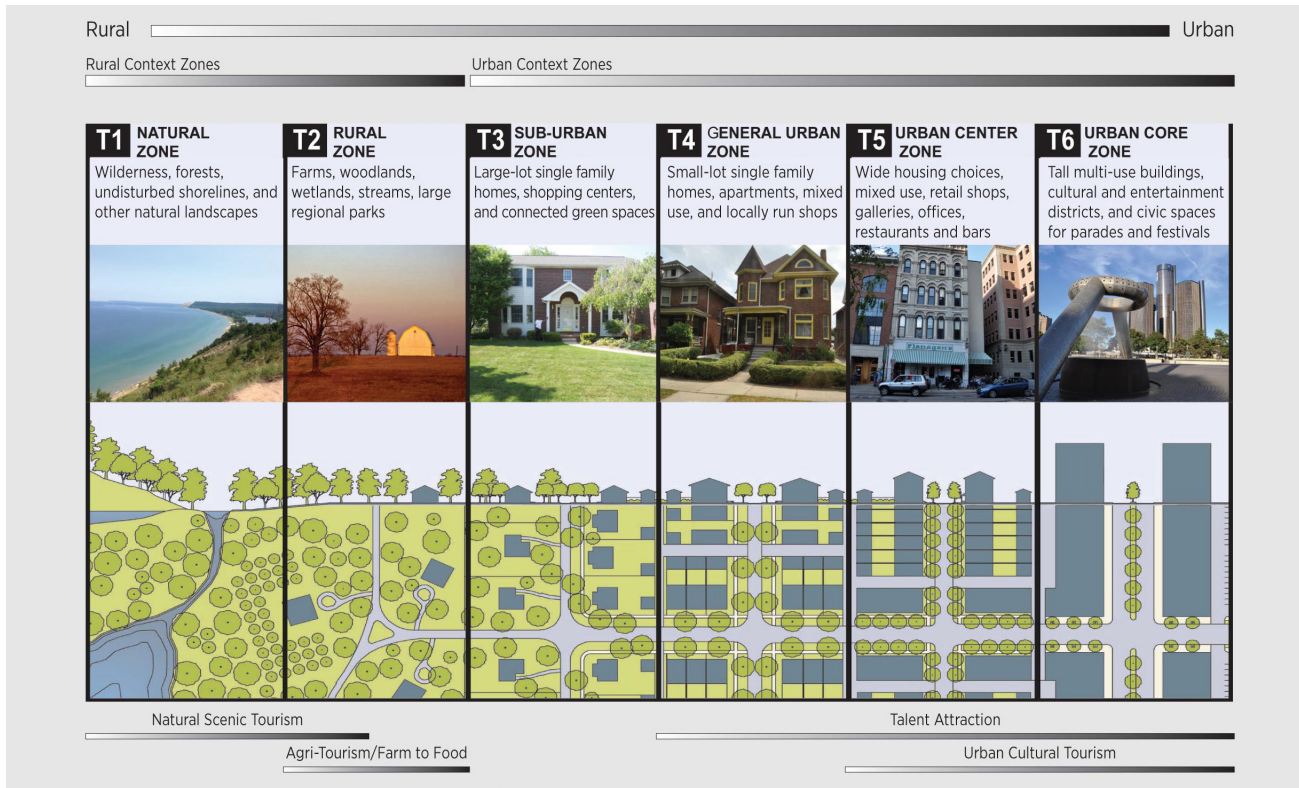 Rural Urban
Rural Context Zones
Urban Context Zones
T1 NATURAL
ZONE
Wilderness, forests,
undisturbed shorelines, and
other natural landscapes
T2 RURAL
ZONE
Farms, woodlands,
wetlands, streams, large
regional parks
T3 SUB-URBAN
ZONE
Large-lot single family
homes, shopping centers,
and connected green spaces
T4 GENERAL URBAN
ZONE
Small-lot single family
homes, apartments, mixed
use, and locally run shops
T5 URBAN CENTER
ZONE
Wide housing choices,
mixed use, retail shops,
galleries, offices,
restaurants and bars
T6 URBAN CORE
ZONE
Tall multi-use buildings,
cultural and entertainment
districts, and civic spaces
for parades and festivals
Flanagan's
Natural Scenic Tourism
Talent Attraction
Agri-Tourism/Farm to Food
Urban Cultural Tourism